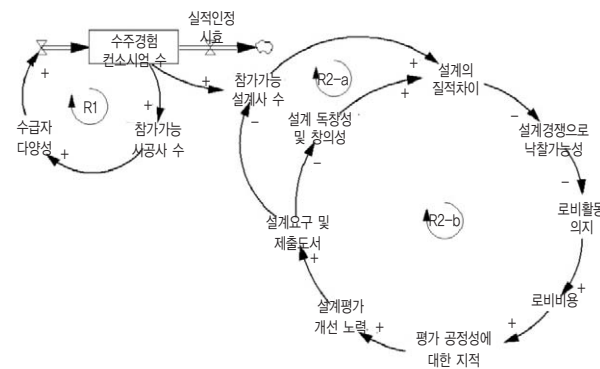 실적인정
시효
수주경험
컨소시엄 수
+
R1
+
수급자
다양성
+
참가가능
시공사 수
+
참가가능
설계사 수
R2-a
+
설계의
질적차이
+
설계 독창성
및 창의성
−
−
−
설계경쟁으로
낙찰가능성
−
로비활동
의지
R2-b
설계요구 및
제출도서
+
+
로비비용
설계평가
개선 노력
+
+
평가 공정성에
대한 지적